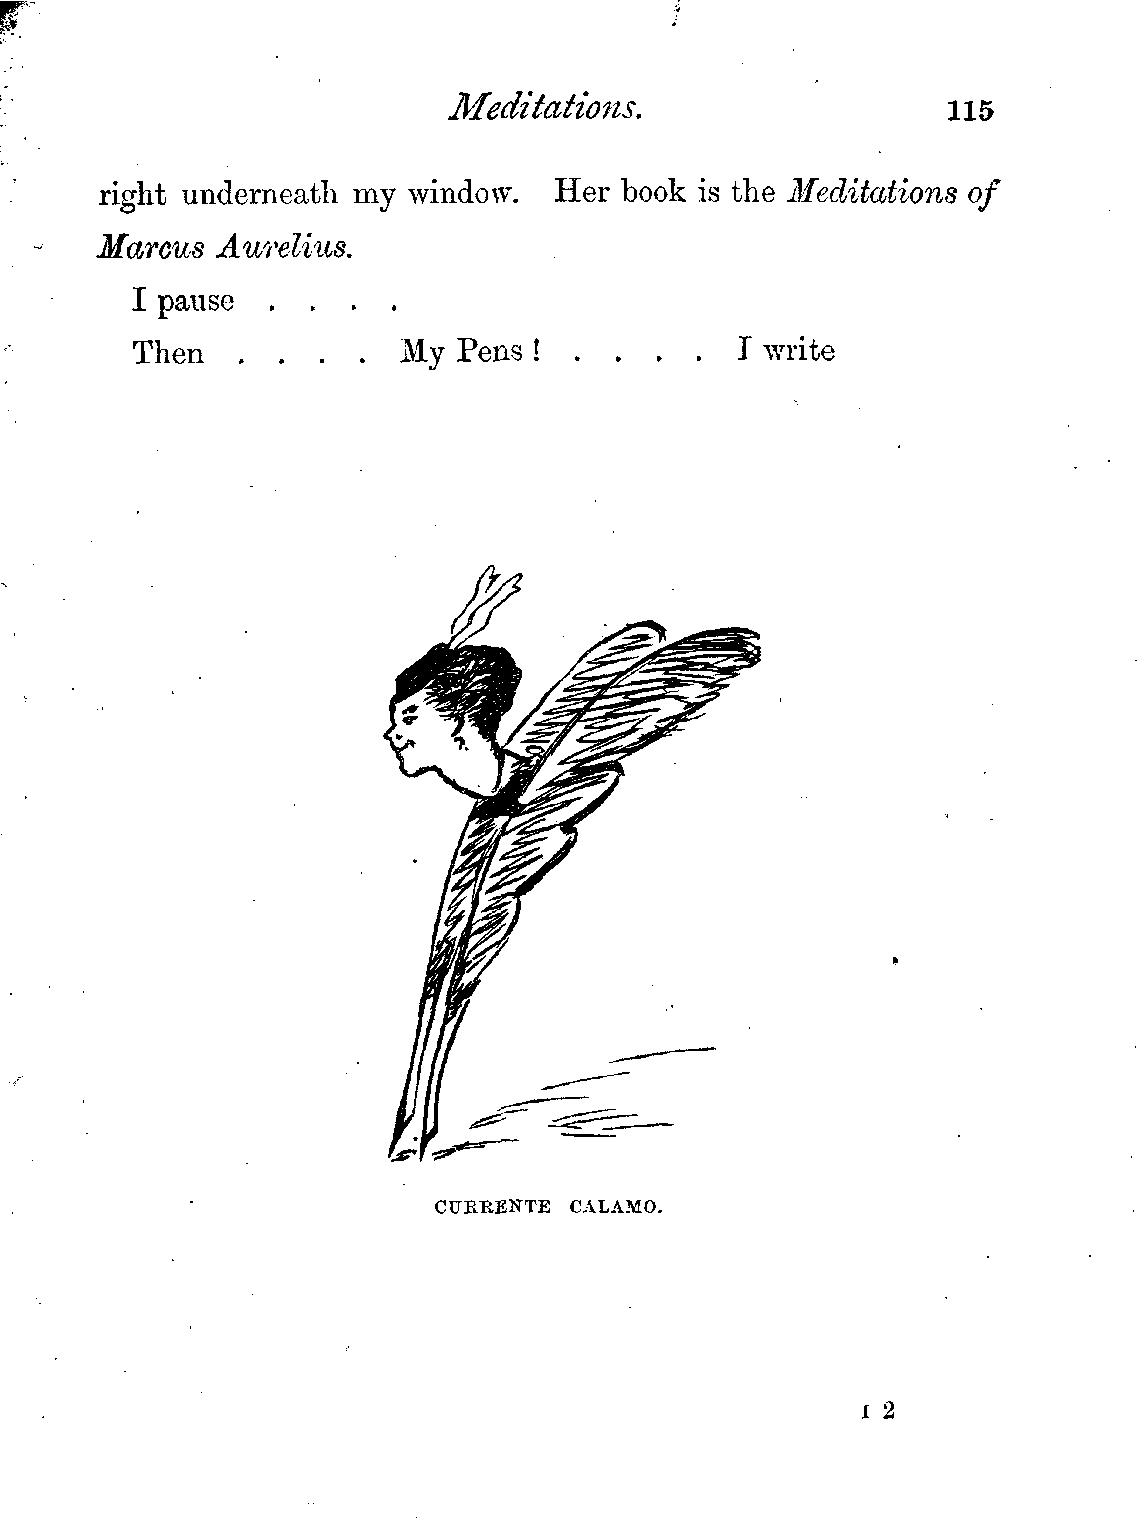 Meditations. 115
right underneath my window. Her book is the Meditations of
Marcus Aurelius.
I pause . . . .
Then . . . . My Pens ! . . . . I write
CURRENTE CALAMO.
I 2